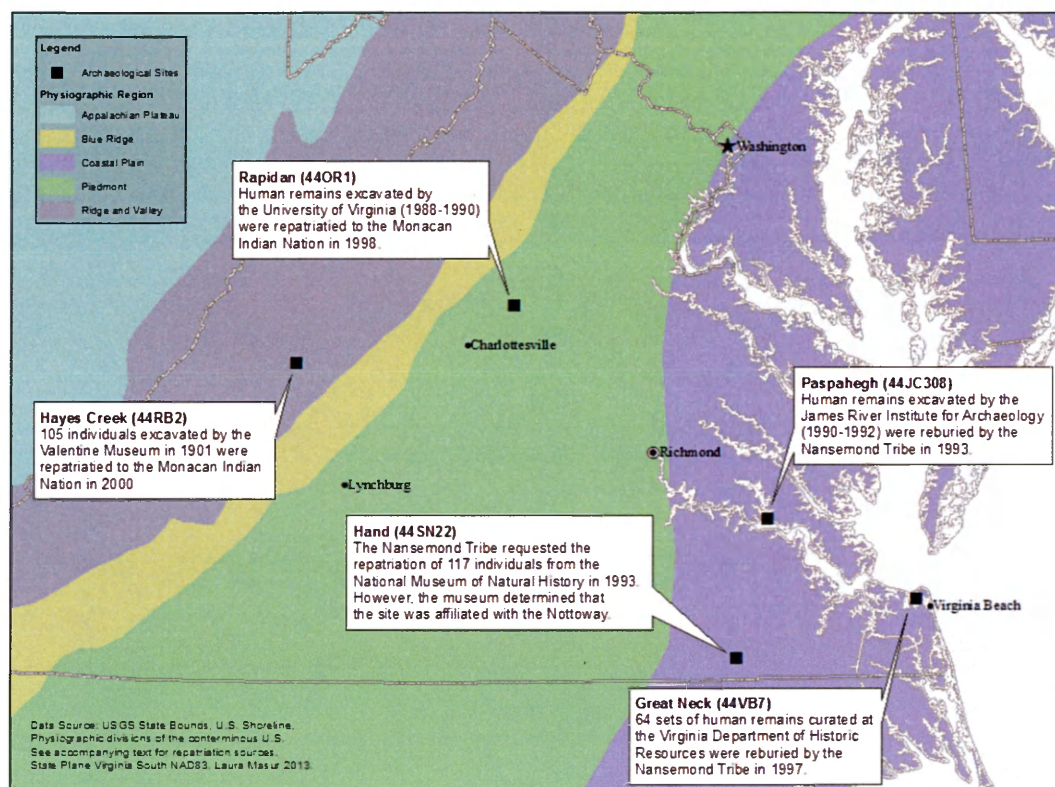 Legend
Archaeological Sites
Physiographic Region
Appalachian Plateau
Blue Ridge
Coastal Plain
Piedmont
Ridge and Valley
Washington
Rapidan (44OR1)
Human remains excavated by
the University of Virginia (1988-1990)
were repatriatied to the Monacan
Indian Nation in 1998.
Charlottesville
Hayes Creek (44RB2)
105 individuals excavated by the
Valentine Museum in 1901 were
repatriatied to the Monacan Indian
Nation in 2000
Paspahegh (44JC308)
Human remains excavated by the
James River Institute for Archaeology
(1990-1992) were reburied by the
Nansemond Tribe in 1993.
Richmond
Lynchburg
Hand (44SN22)
The Nansemond Tribe requested the
repatriation of 117 individuals from the
National Museum of Natural History in 1993.
However, the museum determined that
the site was affiliated with the Nottoway.
Virginia Beach
Great Neck (44VB7)
64 sets of human remains curated at
the Virginia Department of Historic
Resources were reburied by the
Nansemond Tribe in 1997.
Data Source: USGS State Bounds, U.S. Shoreline,
Physiographic divisions of the conterminous U.S.
See accompanying text for repatriation sources.
State Plane Virginia South NAD83. Laura Masur 2013.